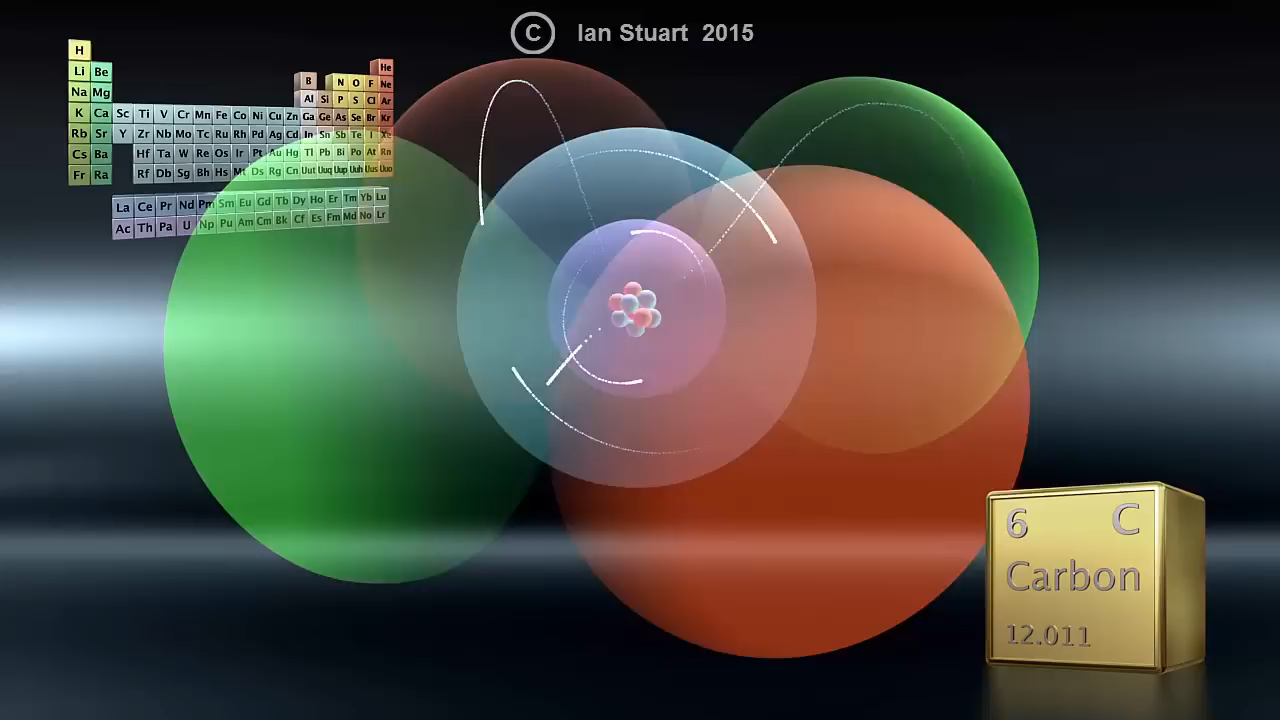 © Ian Stuart 2015
H He
Li Be B N O F Ne
Na Mg Al Si P S Cl Ar
K Ca Sc Ti V Cr Mn Fe Co Ni Cu Zn Ga Ge As Se Br Kr
Rb Sr Y Zr Nb Mo Tc Ru Rh Pd Ag Cd In Sn Sb Te I Xe
Cs Ba Hf Ta W Re Os Ir Pt Au Hg Tl Pb Bi Po At Rn
Fr Ra Rf Db Sg Bh Hs Mt Ds Rg Cn Uut Uuq Uup Uuh Uus Uuo
La Ce Pr Nd Pm Sm Eu Gd Tb Dy Ho Er Tm Yb Lu
Ac Th Pa U Np Pu Am Cm Bk Cf Es Fm Md No Lr
6 C
Carbon
12.011